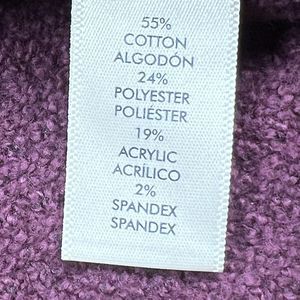 55%
COTTON
ALGODÓN
24%
POLYESTER
POLIÉSTER
19%
ACRYLIC
ACRÍLICO
2%
SPANDEX
SPANDEX